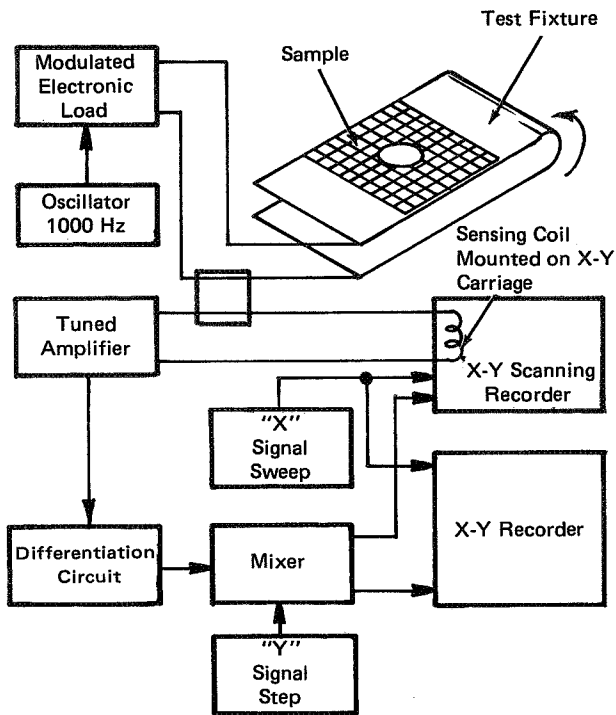 Test Fixture
Sample
Modulated
Electronic
Load
Oscillator
1000 Hz
Sensing Coil
Mounted on X-Y
Carriage
Tuned
Amplifier
X-Y Scanning
Recorder
"X"
Signal
Sweep
X-Y Recorder
Differentiation
Circuit
Mixer
"Y"
Signal
Step